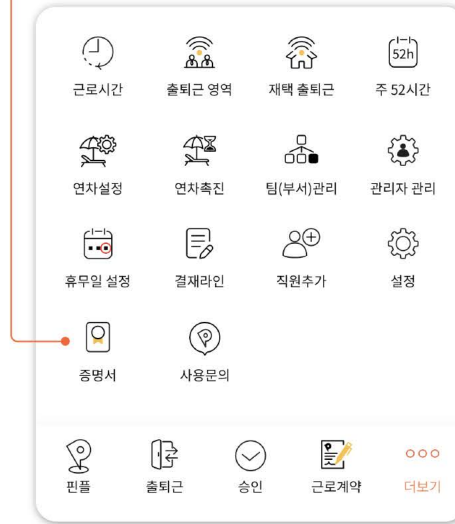 52h
근로시간 출퇴근 영역 재택 출퇴근 주 52시간
연차설정 연차촉진 팀(부서)관리 관리자 관리
휴무일 설정 결재라인 직원추가 설정
증명서 사용문의
핀플 출퇴근 승인 근로계약 더보기